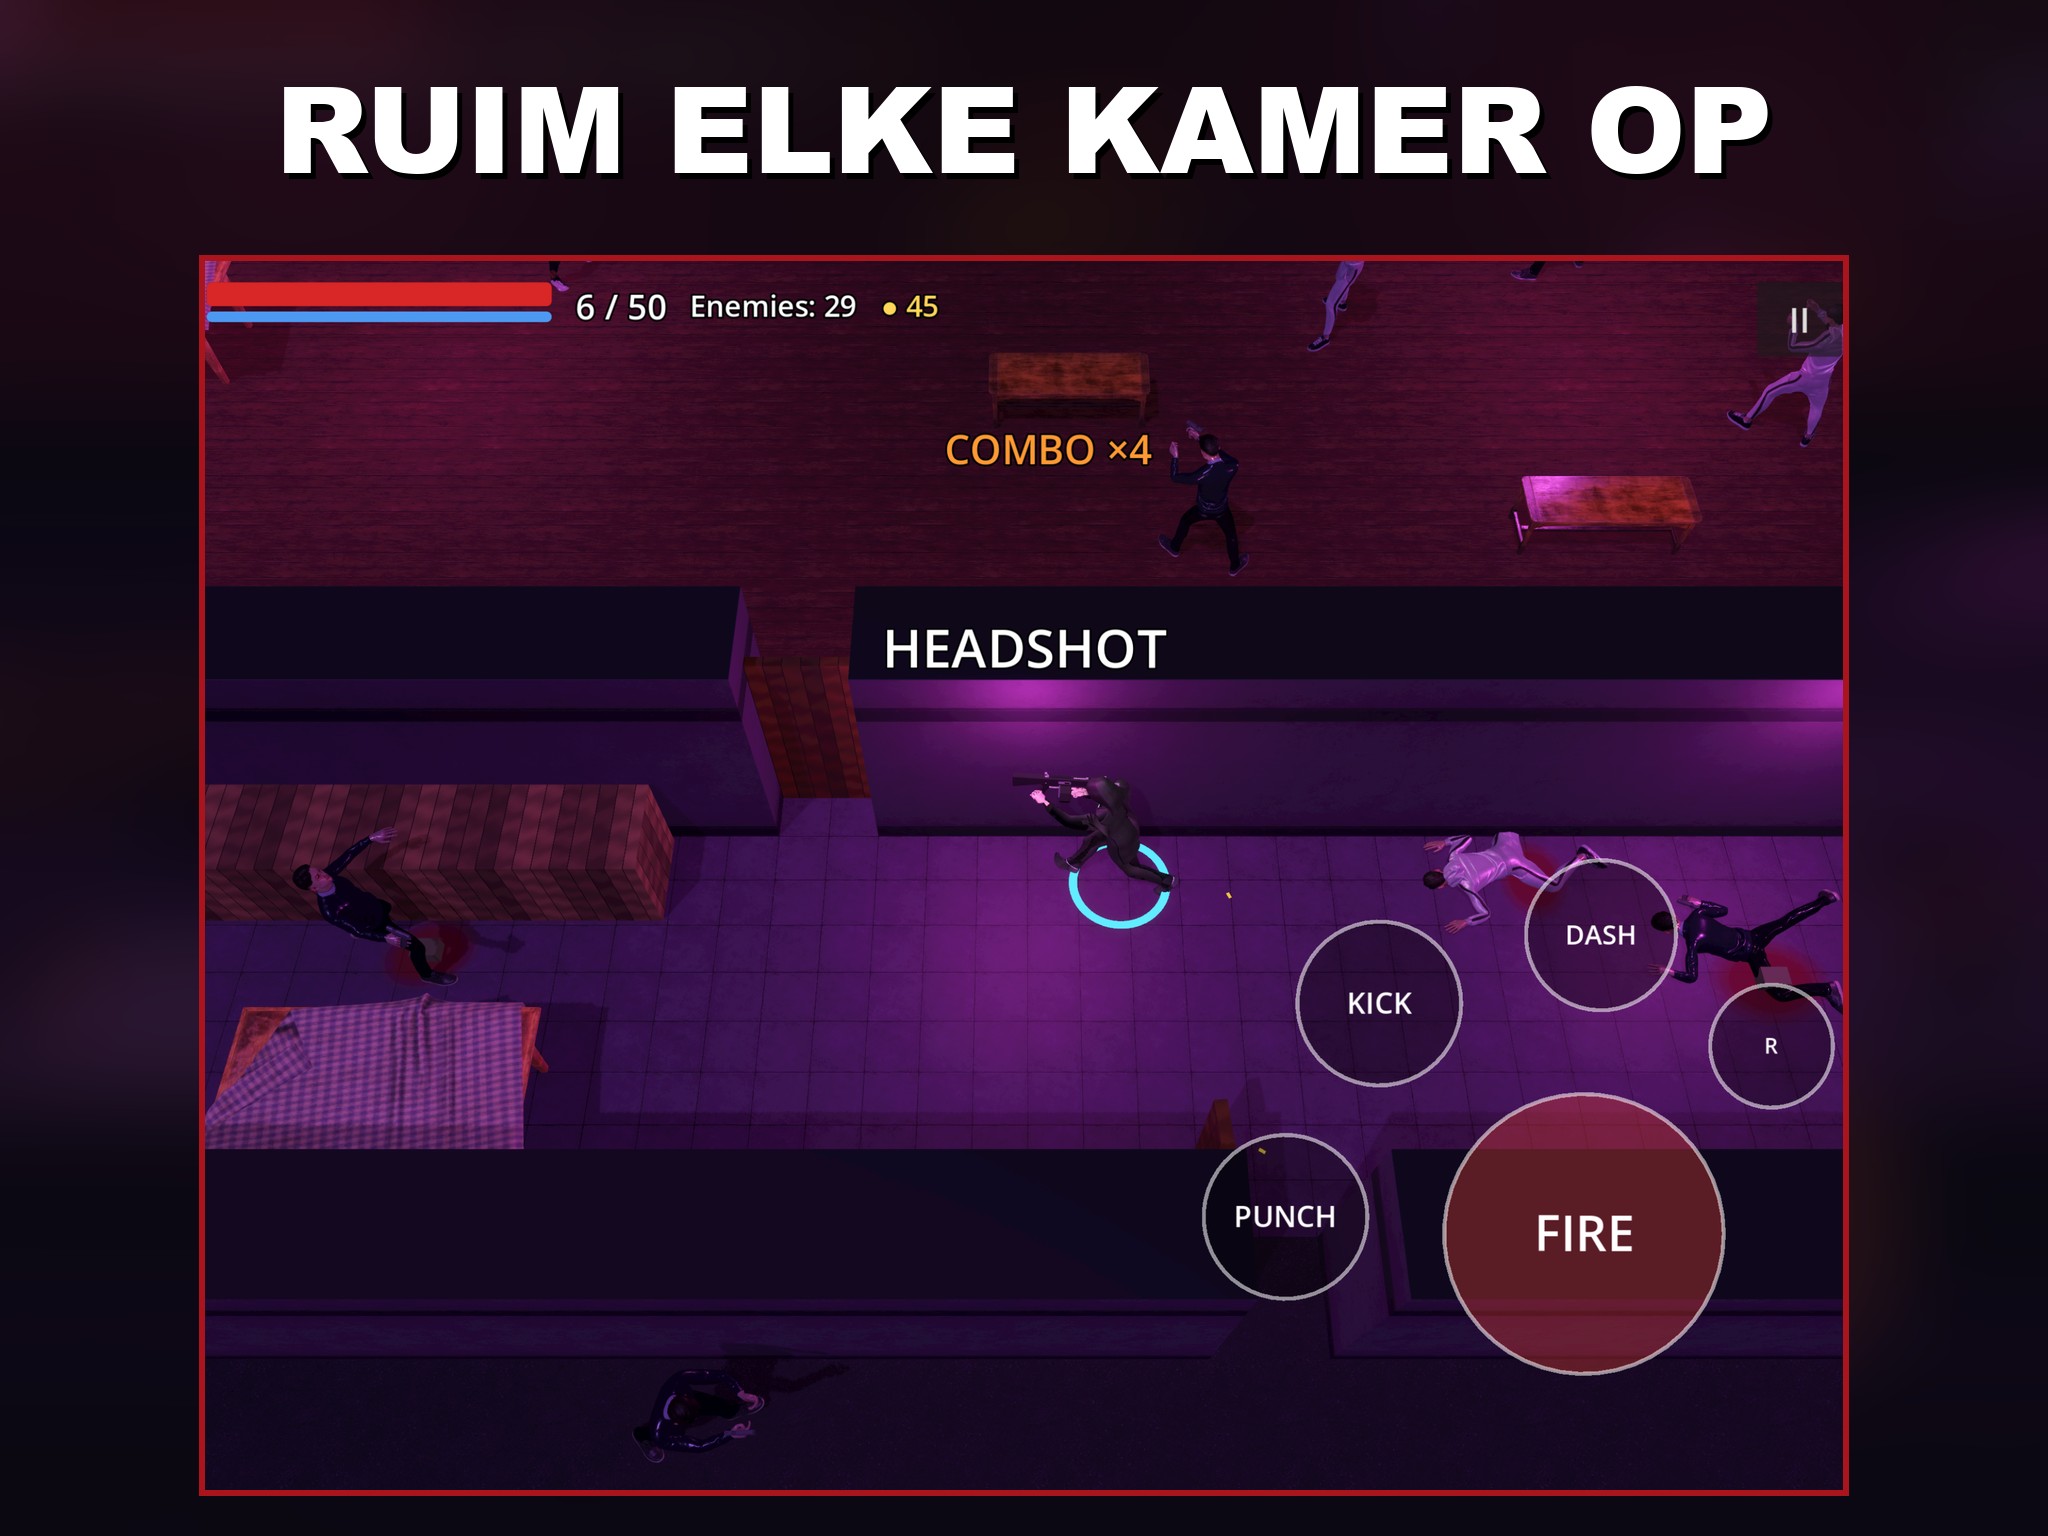 RUIM ELKE KAMER OP
6 / 50 Enemies: 29 45
COMBO ×4
HEADSHOT
DASH
KICK
R
PUNCH
FIRE